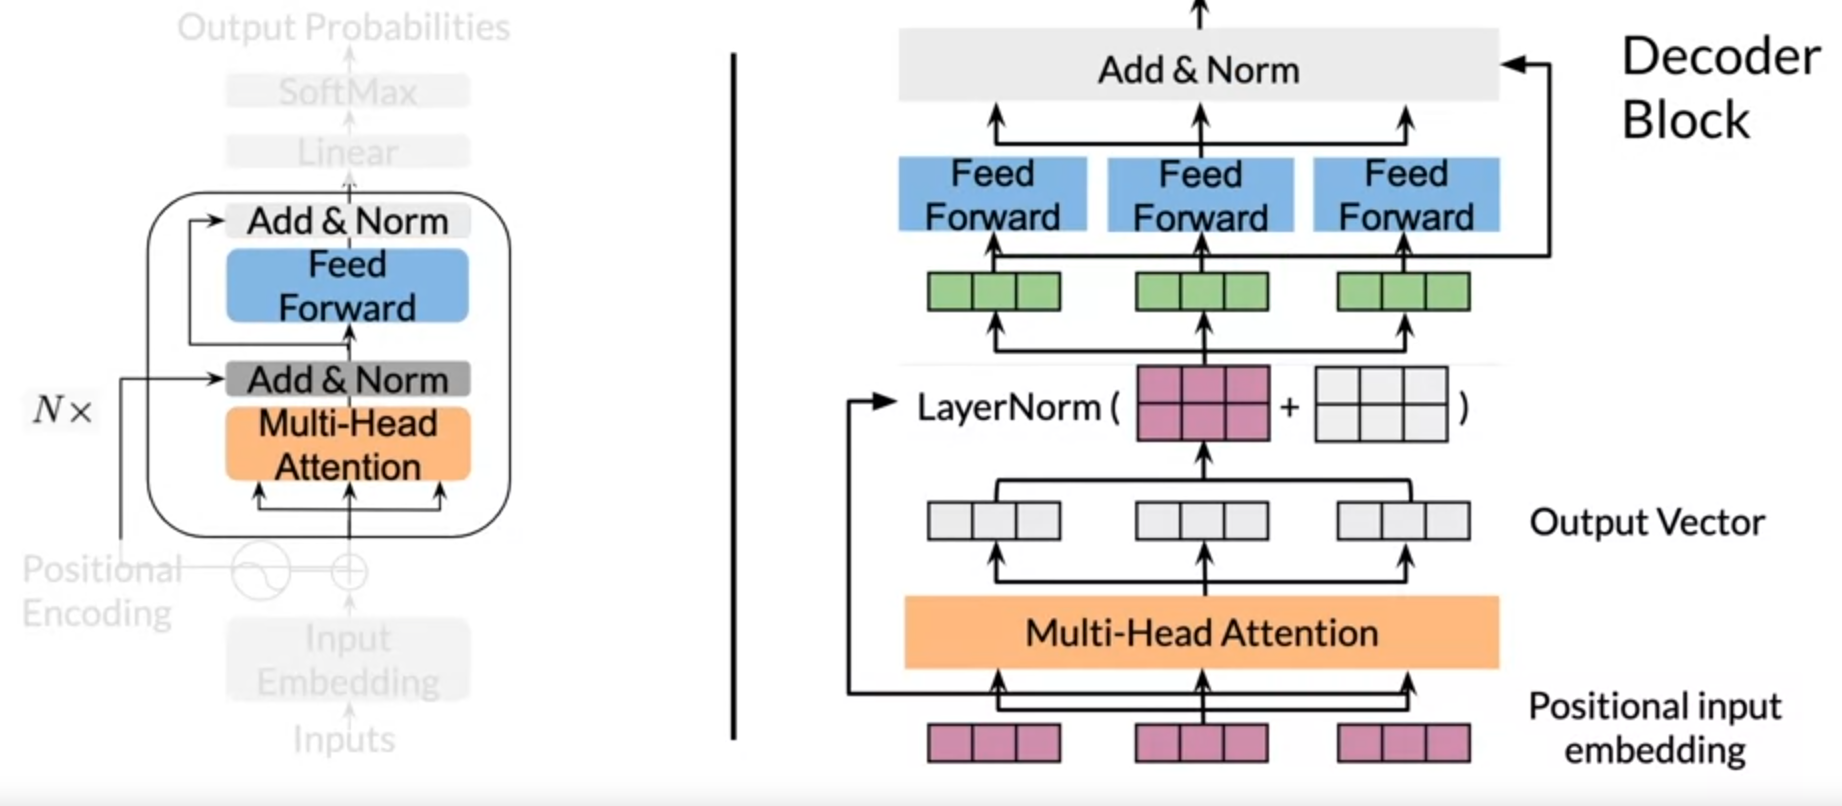 Output Probabilities
SoftMax
Linear
Add & Norm
Feed
Forward
Add & Norm
Multi-Head
Attention
N×
Positional
Encoding
Input
Embedding
Inputs
Decoder
Block
Add & Norm
Feed Forward
Feed Forward
Feed Forward
LayerNorm ( + )
Output Vector
Multi-Head Attention
Positional input
embedding